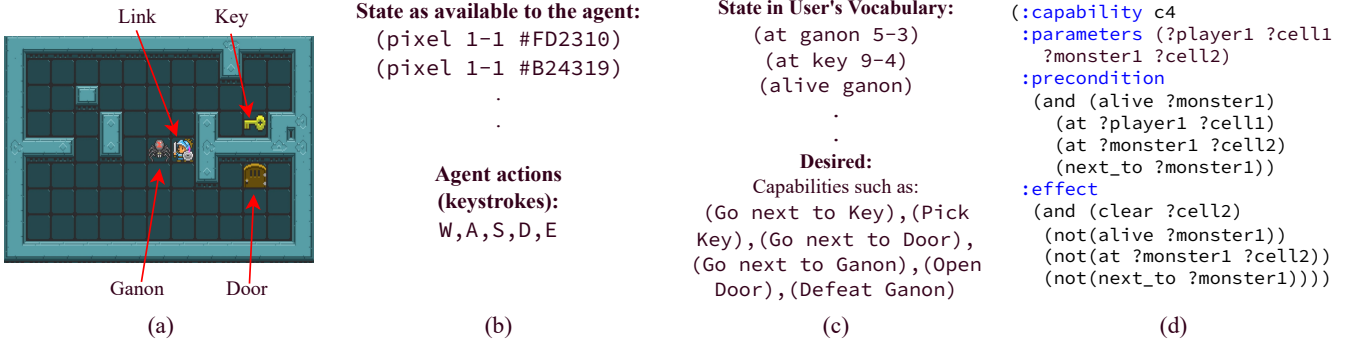 Link
Key
Ganon
Door
(a)
State as available to the agent:
(pixel 1-1 #FD2310)
(pixel 1-1 #B24319)
.
.
Agent actions
(keystrokes):
W,A,S,D,E
(b)
State in User's Vocabulary:
(at ganon 5-3)
(at key 9-4)
(alive ganon)
.
.
Desired:
Capabilities such as:
(Go next to Key),(Pick
Key),(Go next to Door),
(Go next to Ganon),(Open
Door),(Defeat Ganon)
(c)
(:capability c4
:parameters (?player1 ?cell1
?monster1 ?cell2)
:precondition
(and (alive ?monster1)
(at ?player1 ?cell1)
(at ?monster1 ?cell2)
(next_to ?monster1))
:effect
(and (clear ?cell2)
(not(alive ?monster1))
(not(at ?monster1 ?cell2))
(not(next_to ?monster1))))
(d)